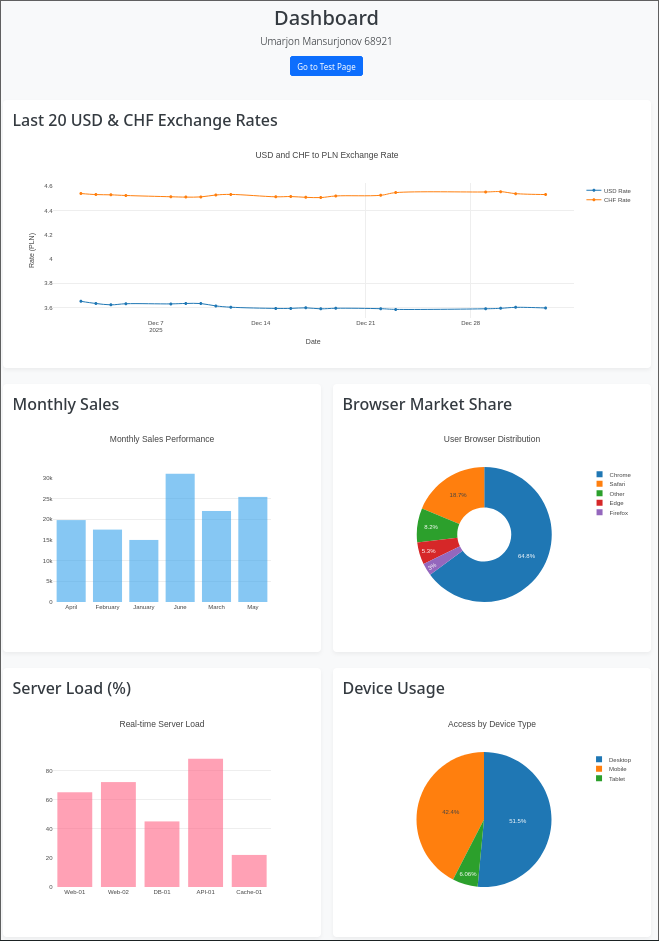 Dashboard
Umarjon Mansurjonov 68921
Go to Test Page
Last 20 USD & CHF Exchange Rates
USD and CHF to PLN Exchange Rate
4.6
4.4
4.2
4
3.8
3.6
Rate (PLN)
Dec 7
2025
Dec 14
Dec 21
Dec 28
Date
USD Rate
CHF Rate
Monthly Sales
Monthly Sales Performance
30k
25k
20k
15k
10k
5k
0
April February January June March May
Browser Market Share
User Browser Distribution
64.8%
18.7%
8.2%
5.3%
3%
Chrome
Safari
Other
Edge
Firefox
Server Load (%)
Real-time Server Load
80
60
40
20
0
Web-01 Web-02 DB-01 API-01 Cache-01
Device Usage
Access by Device Type
51.5%
42.4%
6.06%
Desktop
Mobile
Tablet